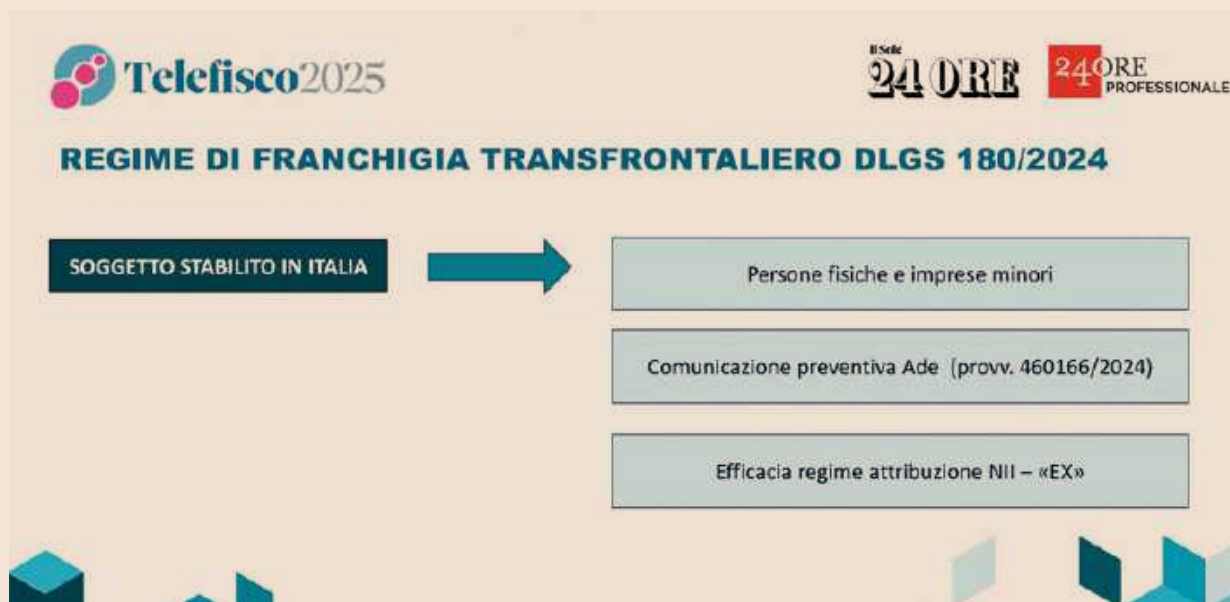 Telefisco2025
Il Sole
24 ORE
24ORE
PROFESSIONALE
REGIME DI FRANCHIGIA TRANSFRONTALIERO DLGS 180/2024
SOGGETTO STABILITO IN ITALIA
Persone fisiche e imprese minori
Comunicazione preventiva Ade (provv. 460166/2024)
Efficacia regime attribuzione NII – «EX»